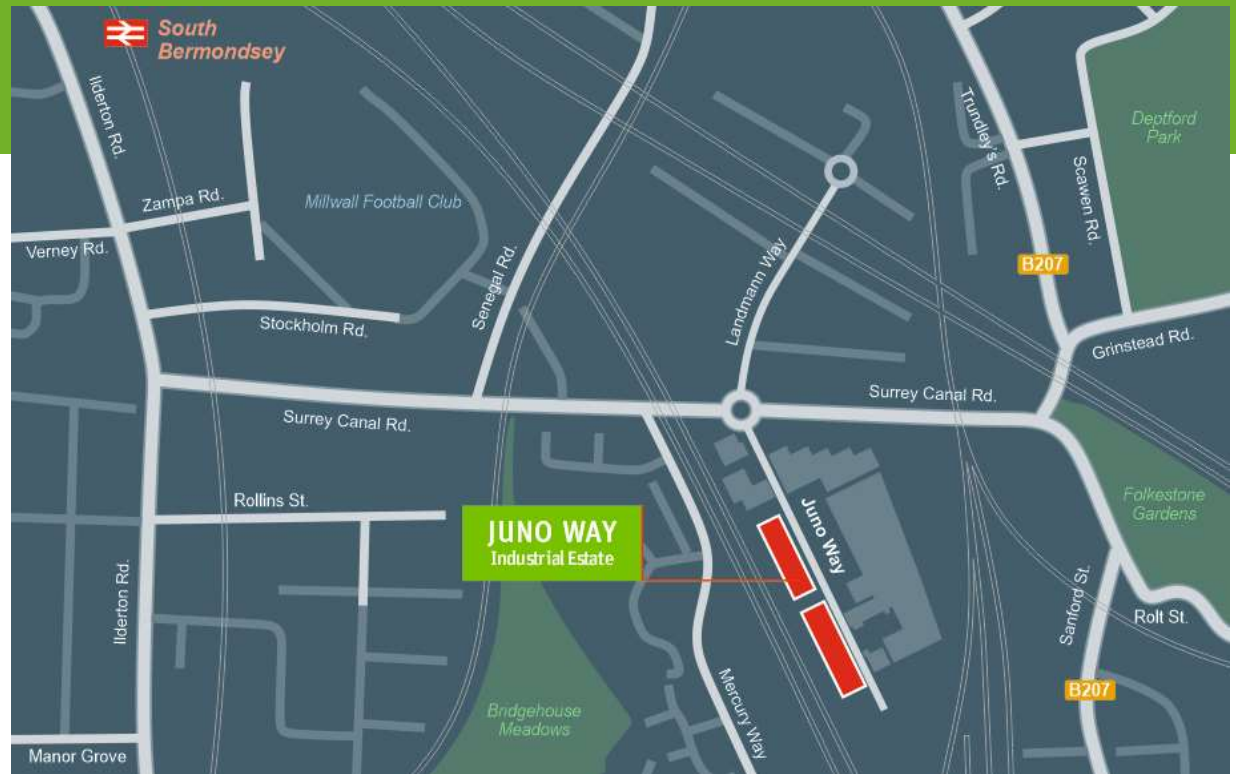 South
Bermondsey
Ilderton Rd.
Trundley's Rd.
Deptford
Park
Zampa Rd.
Millwall Football Club
Scawen Rd.
Verney Rd.
B207
Senegal Rd.
Landmann Way
Stockholm Rd.
Grinstead Rd.
Surrey Canal Rd.
Surrey Canal Rd.
Rollins St.
Folkestone
Gardens
JUNO WAY
Industrial Estate
Juno Way
Ilderton Rd.
Sanford St.
Rolt St.
B207
Mercury Way
Bridgehouse
Meadows
Manor Grove